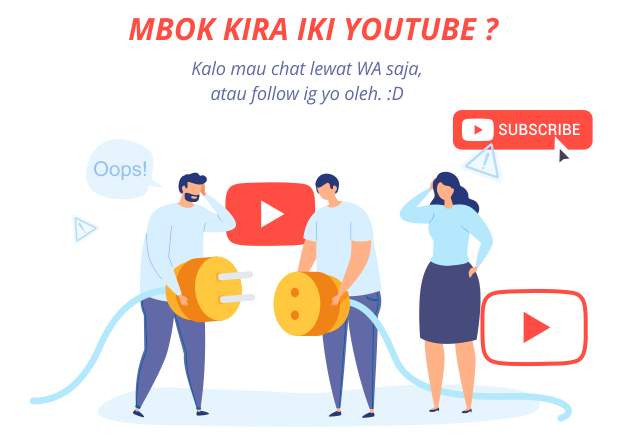 MBOK KIRA IKI YOUTUBE ?
Kalo mau chat lewat WA saja,
atau follow ig yo oleh. :D
SUBSCRIBE
Oops!